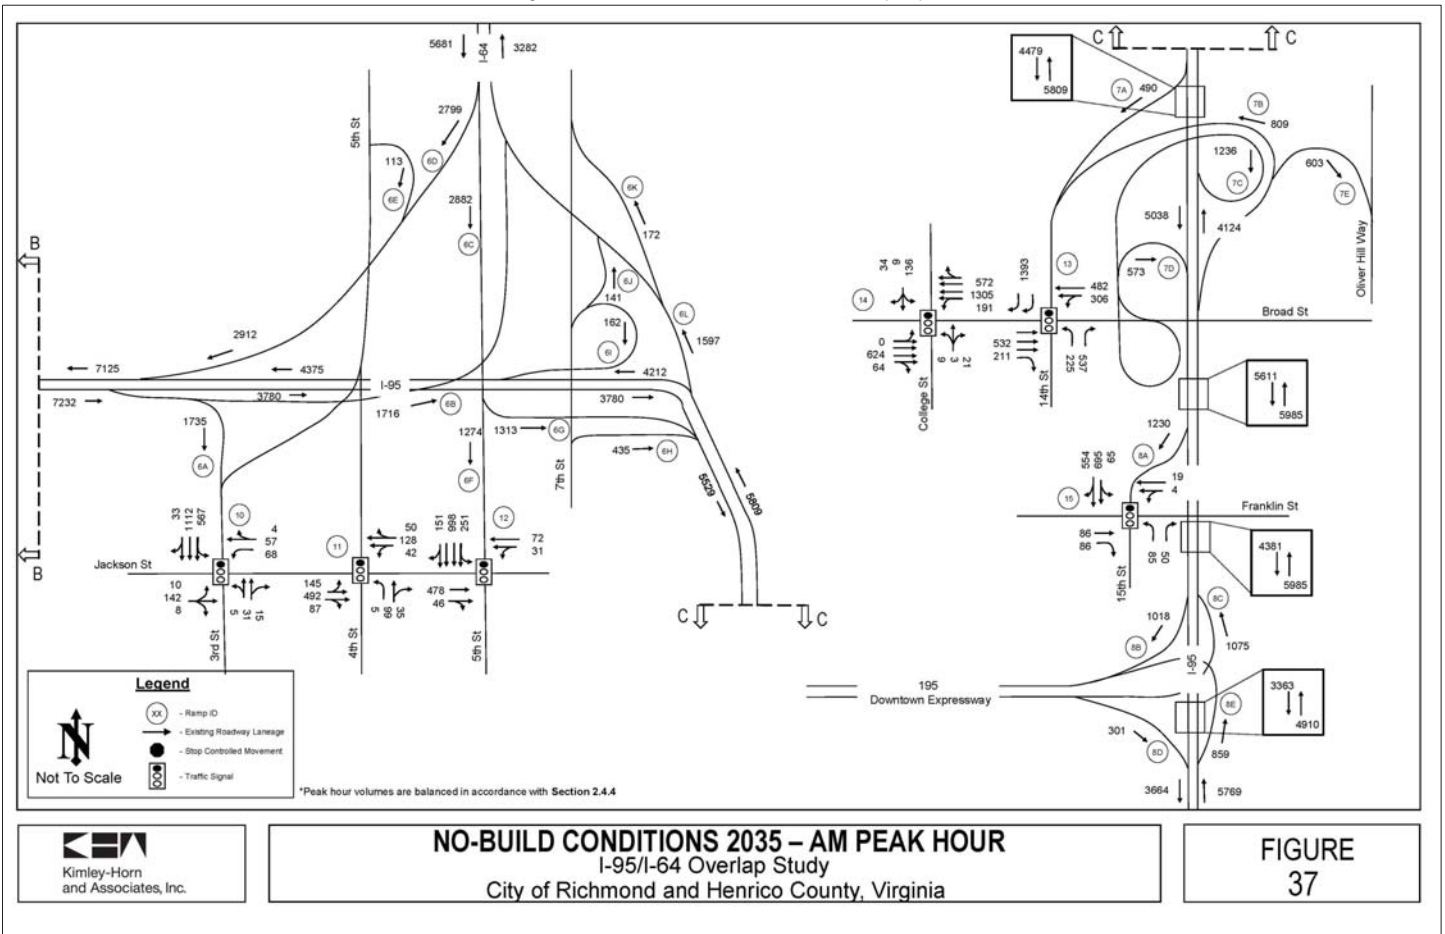 5681
3282
I-64
2799
5th St
113
6D
6E
2882
6C
6K
172
6J
141
162
6I
6L
1597
B
2912
7125
4375
I-95
4212
7232
3780
1716
6B
3780
1735
6A
1274
1313
6G
435
6H
7th St
6F
5529
5809
33
1112
567
10
4
57
68
11
50
128
42
151
998
251
12
72
31
Jackson St
10
142
8
5
31
15
145
492
87
5
99
35
478
46
B
3rd St
4th St
5th St
C
C
C
C
4479
5809
7A
490
7B
809
1236
7C
603
7E
5038
4124
Oliver Hill Way
573
7D
34
9
136
14
572
1305
191
1393
13
482
306
Broad St
0
624
64
9
3
21
532
211
225
537
College St
14th St
5611
5985
1230
8A
554
695
65
15
19
4
Franklin St
86
86
85
50
15th St
4381
5985
8C
1018
8B
1075
I-95
195
Downtown Expressway
3363
4910
8E
301
8D
859
3664
5769
Legend
XX - Ramp ID
- Existing Roadway Laneage
- Stop Controlled Movement
- Traffic Signal
N
Not To Scale
*Peak hour volumes are balanced in accordance with Section 2.4.4
Kimley-Horn
and Associates, Inc.
NO-BUILD CONDITIONS 2035 – AM PEAK HOUR
I-95/I-64 Overlap Study
City of Richmond and Henrico County, Virginia
FIGURE
37